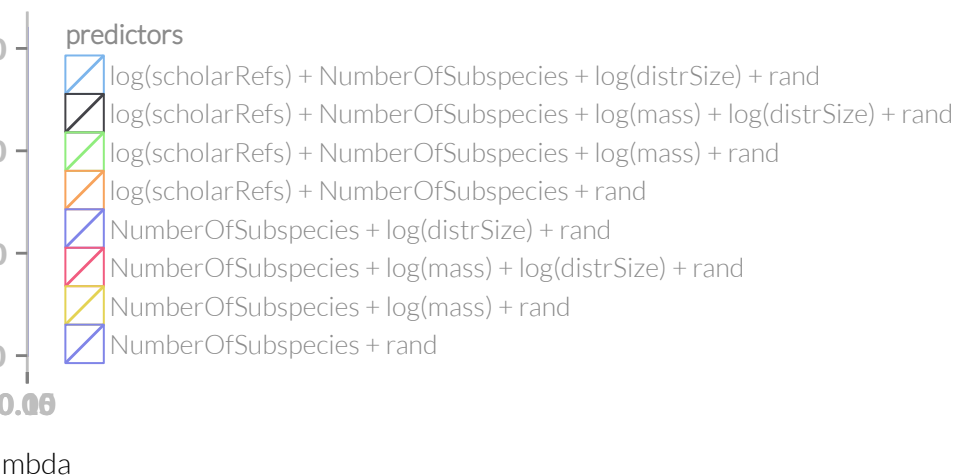 predictors
log(scholarRefs) + NumberOfSubspecies + log(distrSize) + rand
log(scholarRefs) + NumberOfSubspecies + log(mass) + log(distrSize) + rand
log(scholarRefs) + NumberOfSubspecies + log(mass) + rand
log(scholarRefs) + NumberOfSubspecies + rand
NumberOfSubspecies + log(distrSize) + rand
NumberOfSubspecies + log(mass) + log(distrSize) + rand
NumberOfSubspecies + log(mass) + rand
NumberOfSubspecies + rand
mbda